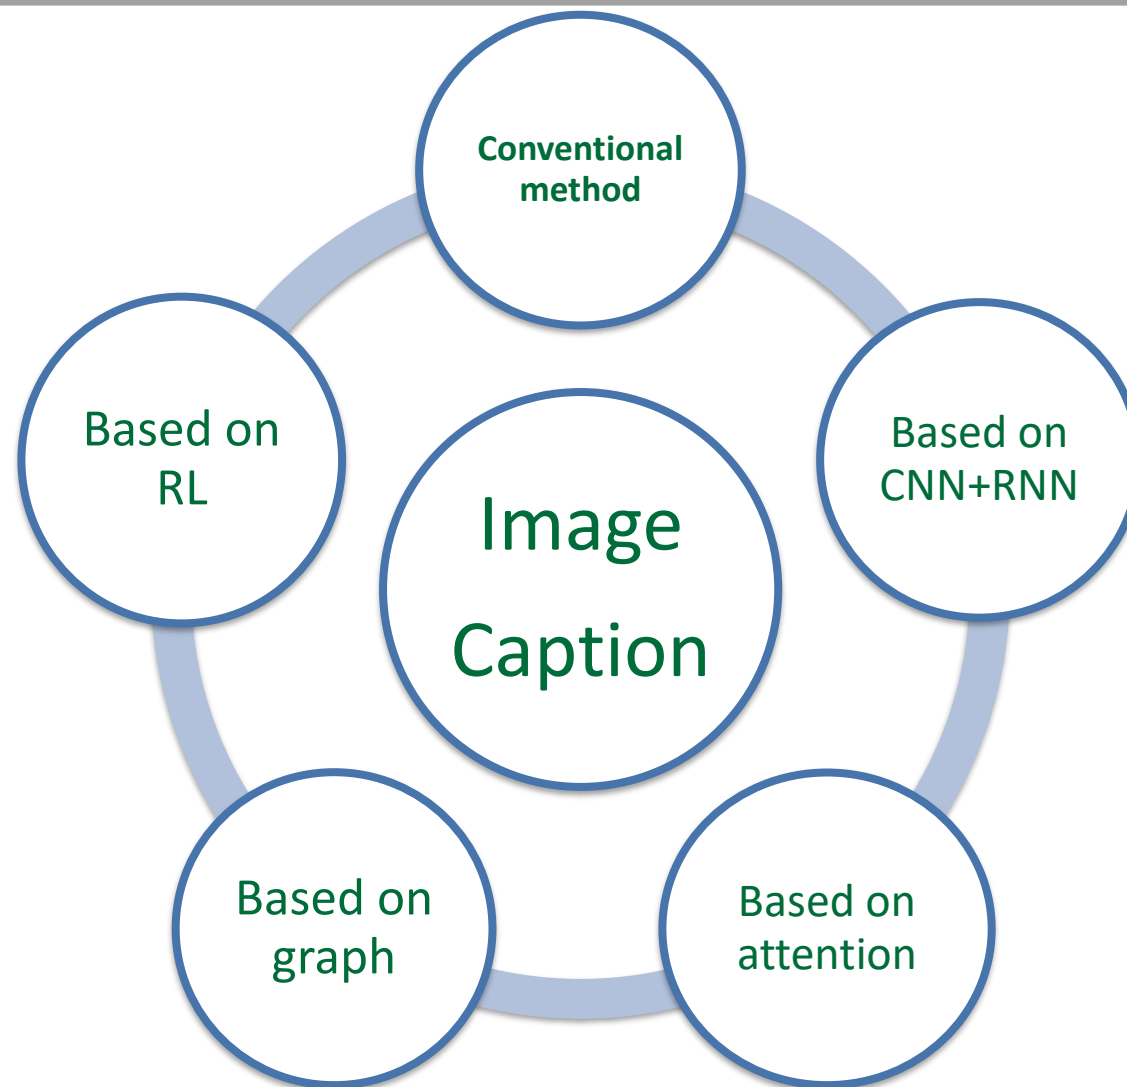 Conventional
method
Based on
RL
Based on
CNN+RNN
Image
Caption
Based on
graph
Based on
attention